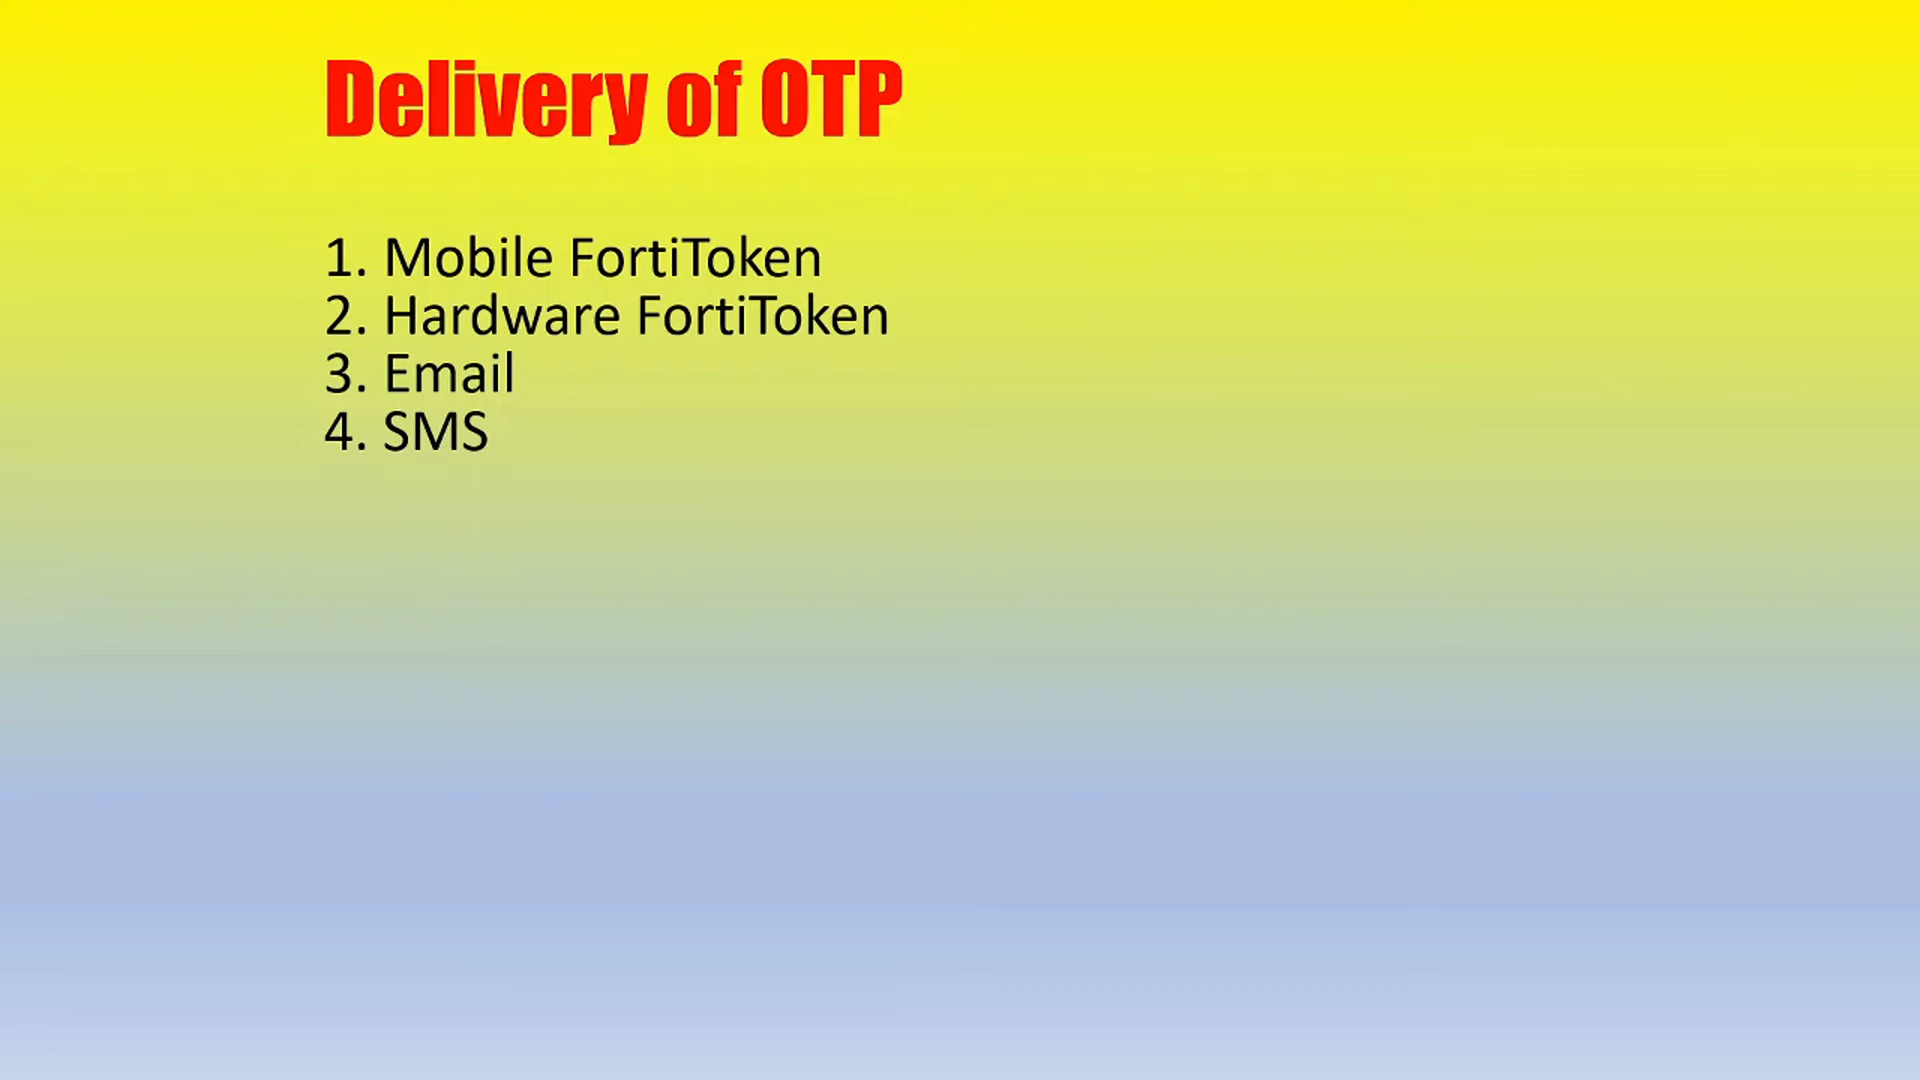 Delivery of OTP
1. Mobile FortiToken
2. Hardware FortiToken
3. Email
4. SMS